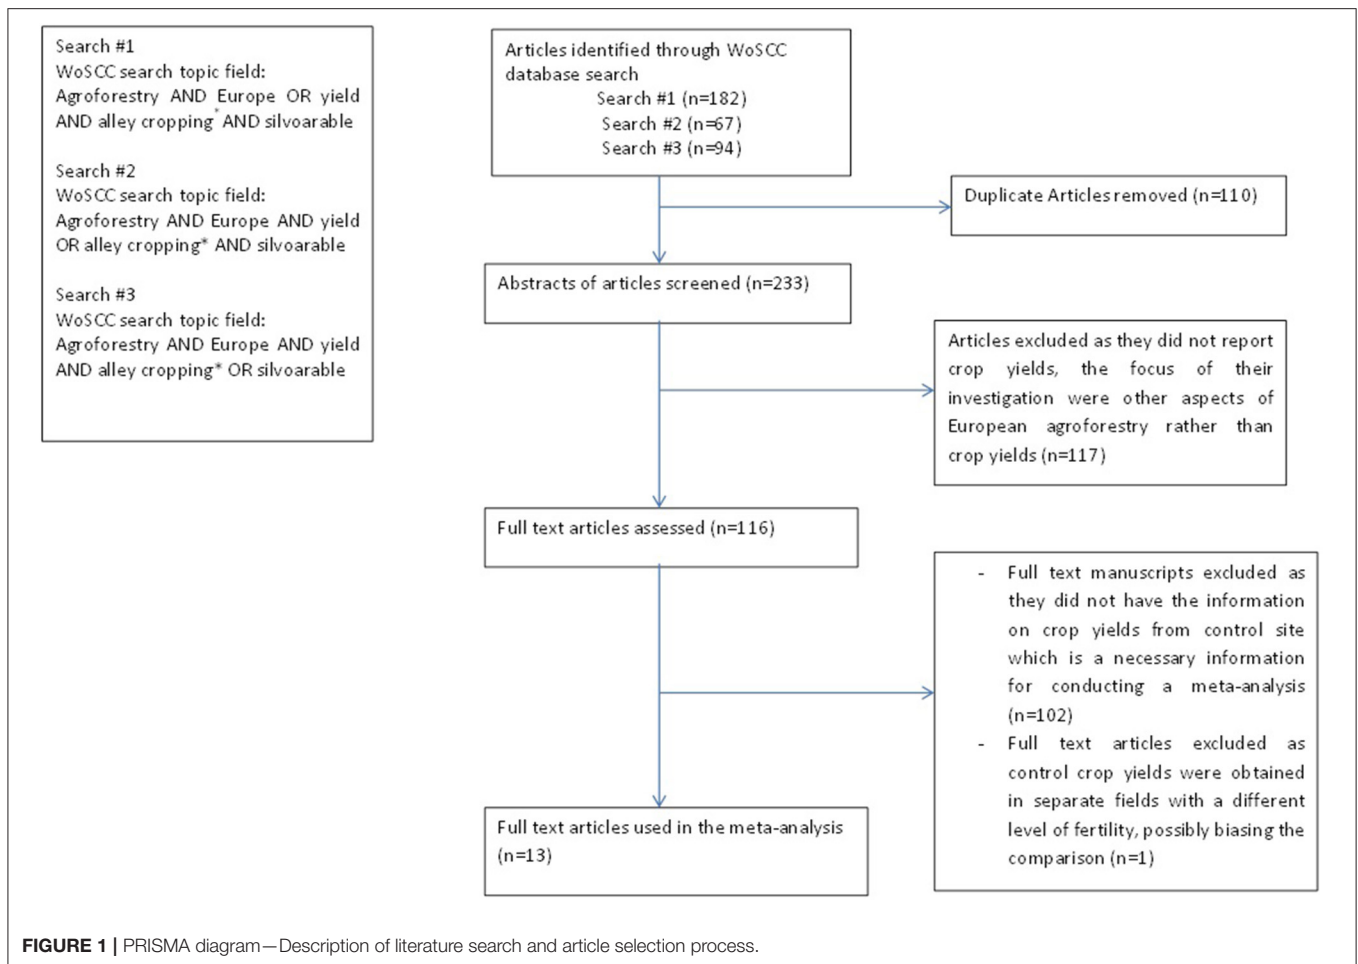 Search #1
WoSCC search topic field:
Agroforestry AND Europe OR yield
AND alley cropping* AND silvoarable
Search #2
WoSCC search topic field:
Agroforestry AND Europe AND yield
OR alley cropping* AND silvoarable
Search #3
WoSCC search topic field:
Agroforestry AND Europe AND yield
AND alley cropping* OR silvoarable
Articles identified through WoSCC
database search
Search #1 (n=182)
Search #2 (n=67)
Search #3 (n=94)
Duplicate Articles removed (n=110)
Abstracts of articles screened (n=233)
Articles excluded as they did not report
crop yields, the focus of their
investigation were other aspects of
European agroforestry rather than
crop yields (n=117)
Full text articles assessed (n=116)
- Full text manuscripts excluded as
they did not have the information
on crop yields from control site
which is a necessary information
for conducting a meta-analysis
(n=102)
- Full text articles excluded as
control crop yields were obtained
in separate fields with a different
level of fertility, possibly biasing the
comparison (n=1)
Full text articles used in the meta-analysis
(n=13)
FIGURE 1 | PRISMA diagram—Description of literature search and article selection process.